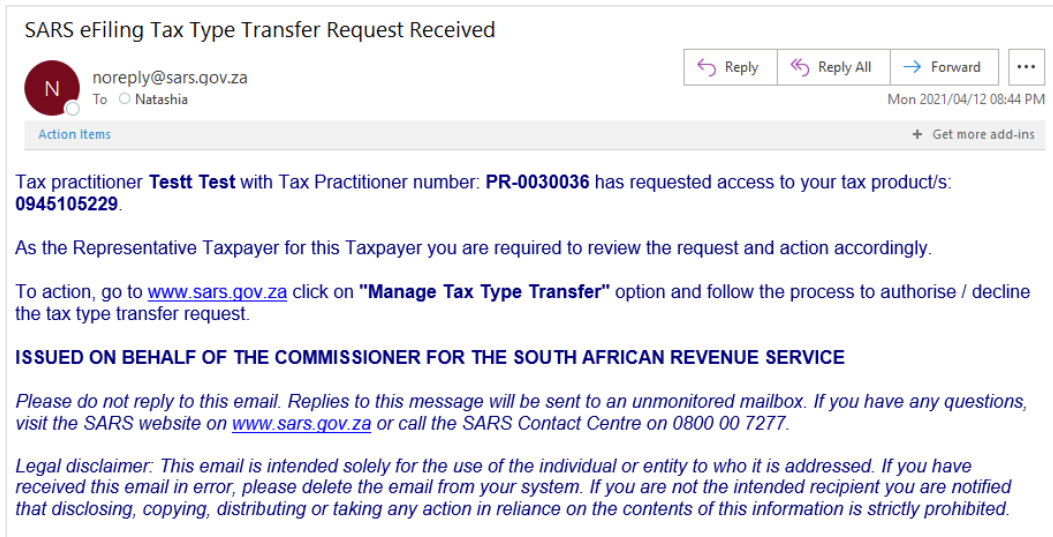 SARS eFiling Tax Type Transfer Request Received
N
noreply@sars.gov.za
To Natashia
Reply
Reply All
Forward
...
Mon 2021/04/12 08:44 PM
Action Items
+ Get more add-ins
Tax practitioner Testt Test with Tax Practitioner number: PR-0030036 has requested access to your tax product/s:
0945105229.
As the Representative Taxpayer for this Taxpayer you are required to review the request and action accordingly.
To action, go to www.sars.gov.za click on "Manage Tax Type Transfer" option and follow the process to authorise / decline
the tax type transfer request.
ISSUED ON BEHALF OF THE COMMISSIONER FOR THE SOUTH AFRICAN REVENUE SERVICE
Please do not reply to this email. Replies to this message will be sent to an unmonitored mailbox. If you have any questions,
visit the SARS website on www.sars.gov.za or call the SARS Contact Centre on 0800 00 7277.
Legal disclaimer: This email is intended solely for the use of the individual or entity to who it is addressed. If you have
received this email in error, please delete the email from your system. If you are not the intended recipient you are notified
that disclosing, copying, distributing or taking any action in reliance on the contents of this information is strictly prohibited.